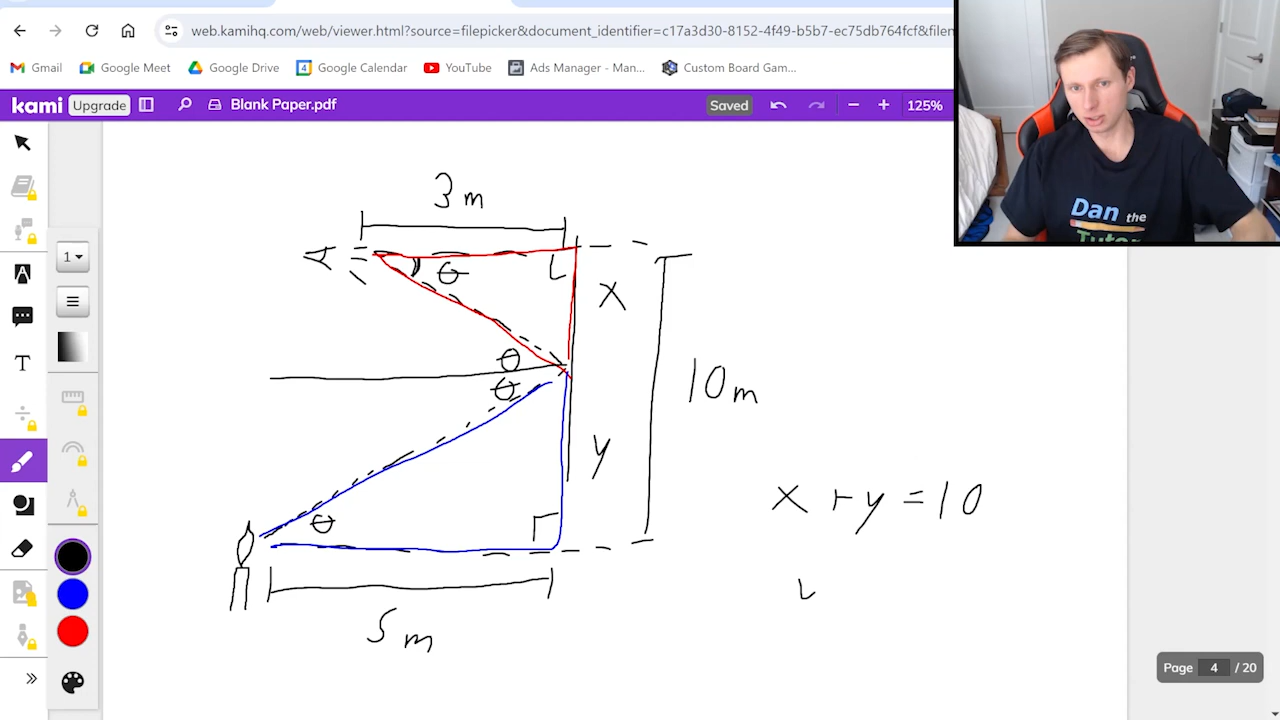 web.kamihq.com/web/viewer.html?source=filepicker&document_identifier=c17a3d30-8152-4f49-b5b7-ec75db764fcf&filen
Gmail Google Meet Google Drive 4 Google Calendar YouTube Ads Manager - Man... Custom Board Gam...
kami Upgrade Blank Paper.pdf Saved 125%
A
T
1
3 m
θ
x
θ
θ
10 m
y
x + y = 10
θ
5 m
Dan the
Tutor
Page 4 / 20